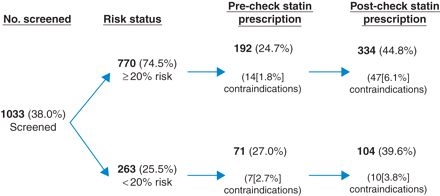 No. screened
Risk status
Pre-check statin
prescription
Post-check statin
prescription
1033 (38.0%)
Screened
770 (74.5%)
≥20% risk
192 (24.7%)
(14[1.8%]
contraindications)
334 (44.8%)
(47[6.1%]
contraindications)
263 (25.5%)
<20% risk
71 (27.0%)
(7[2.7%]
contraindications)
104 (39.6%)
(10[3.8%]
contraindications)